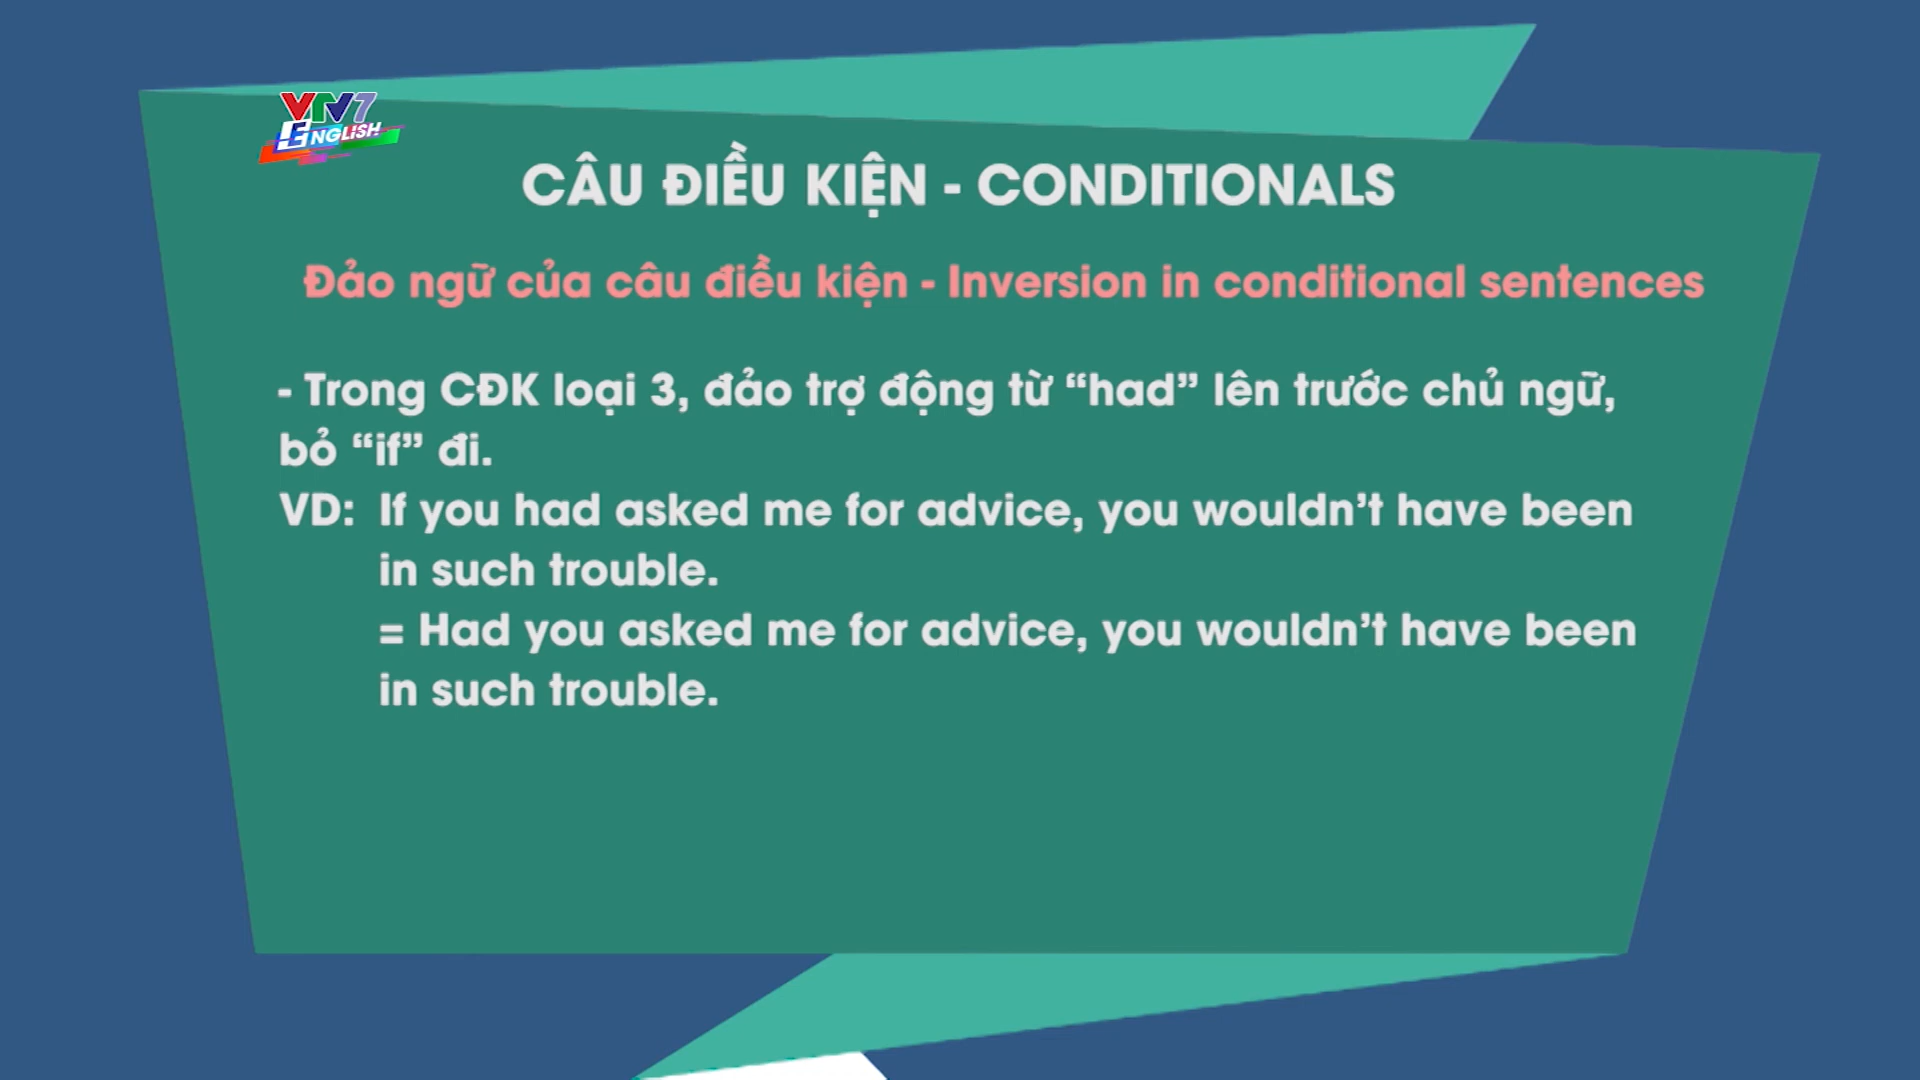 VTV7
ENGLISH
CÂU ĐIỀU KIỆN - CONDITIONALS
Đảo ngữ của câu điều kiện - Inversion in conditional sentences
- Trong CĐK loại 3, đảo trợ động từ “had” lên trước chủ ngữ,
bỏ “if” đi.
VD: If you had asked me for advice, you wouldn’t have been
in such trouble.
= Had you asked me for advice, you wouldn’t have been
in such trouble.